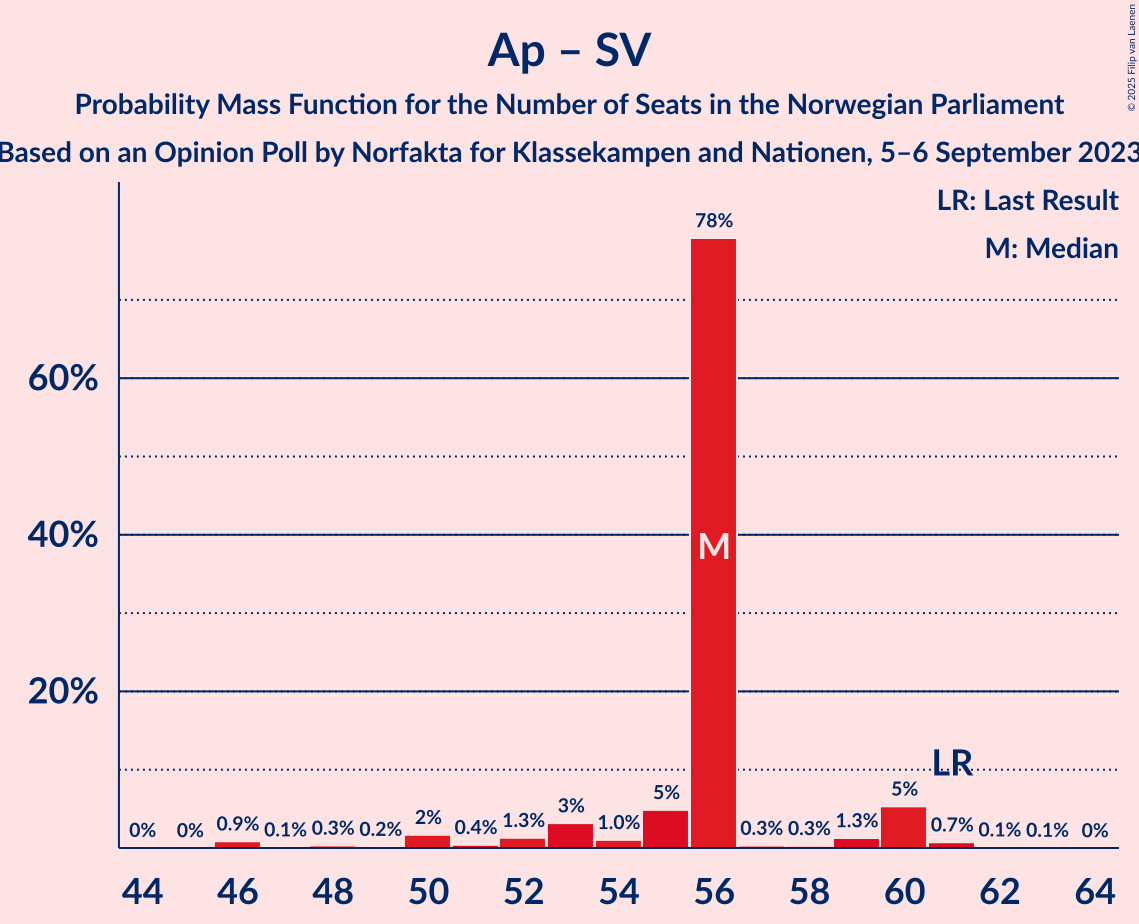 Ap – SV
Probability Mass Function for the Number of Seats in the Norwegian Parliament
Based on an Opinion Poll by Norfakta for Klassekampen and Nationen, 5–6 September 2023
© 2025 Filip van Laenen
LR: Last Result
M: Median
78%
60%
40%
M
20%
LR
0% 0% 0.9% 0.1% 0.3% 0.2% 2% 0.4% 1.3% 3% 1.0% 5% 0.3% 0.3% 1.3% 5% 0.7% 0.1% 0.1% 0%
44 46 48 50 52 54 56 58 60 62 64